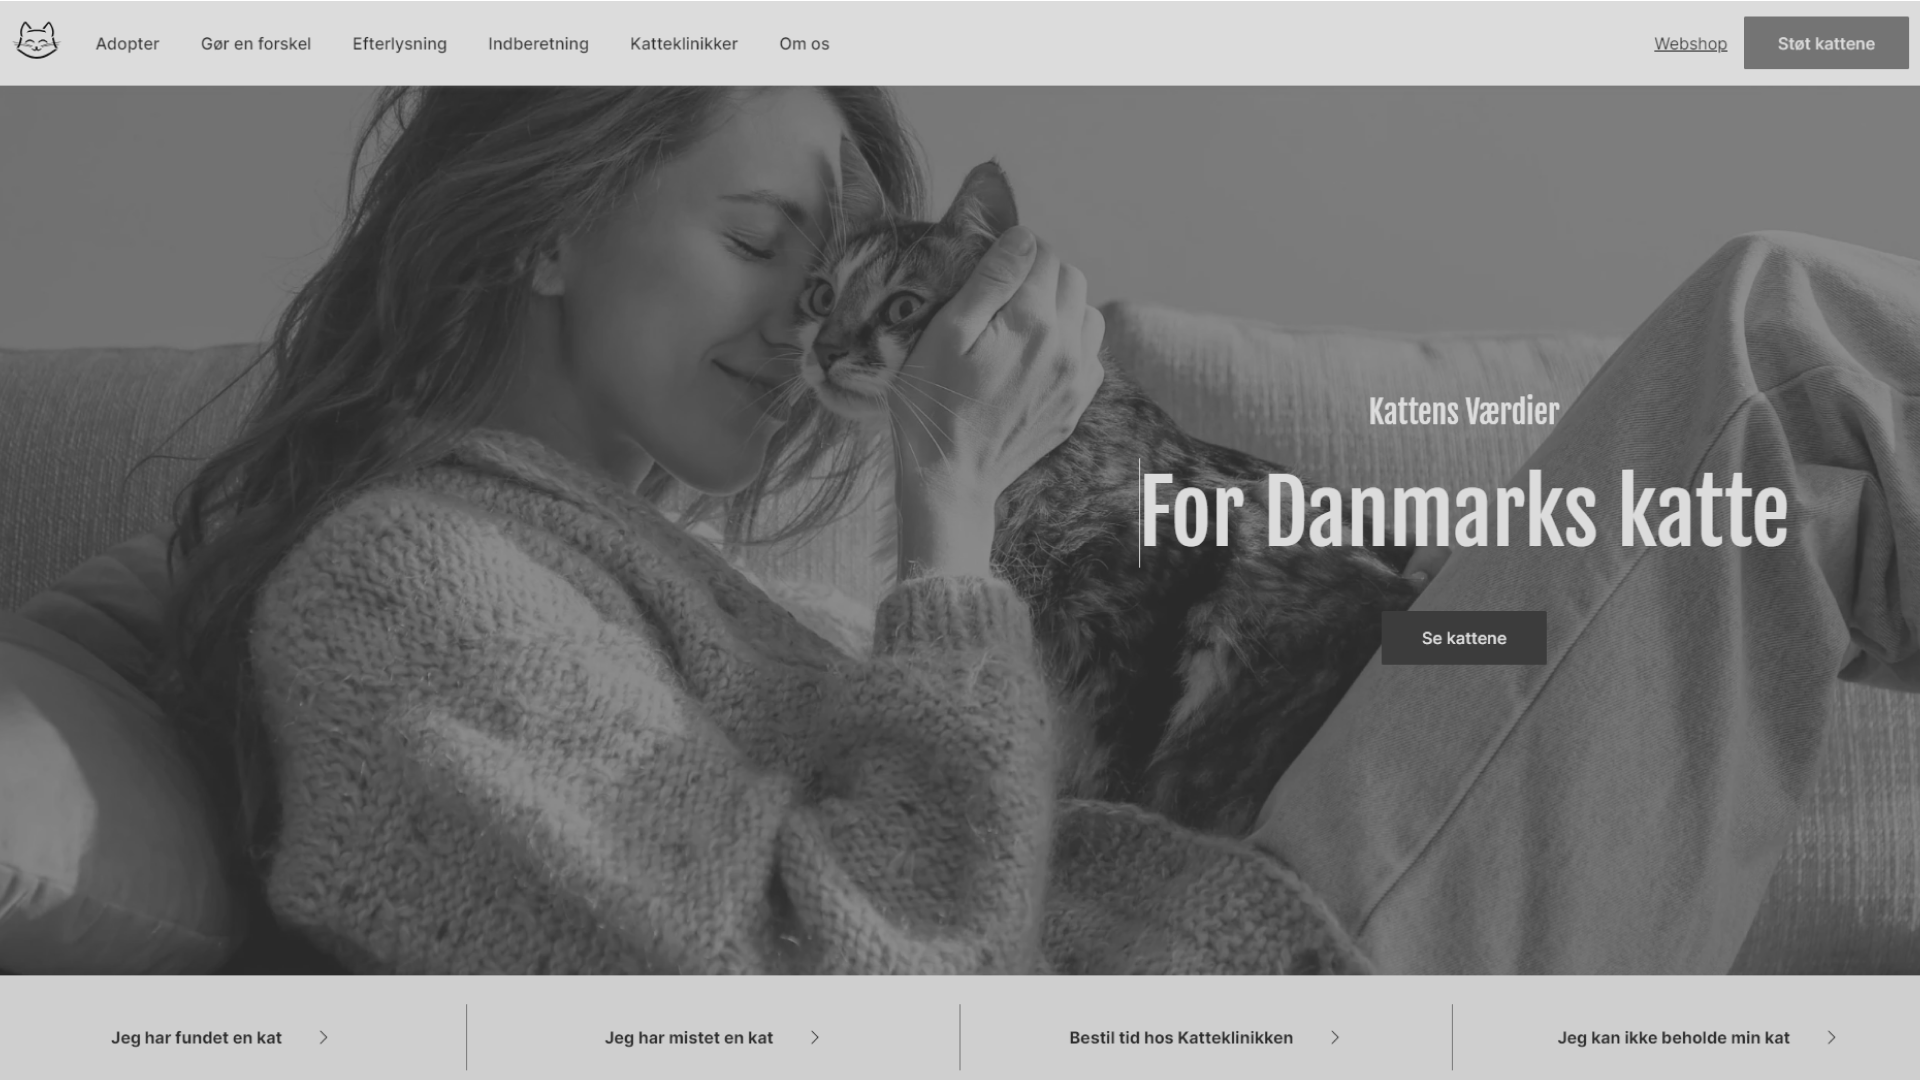 Adopter
Gør en forskel
Efterlysning
Indberetning
Katteklinikker
Om os
Webshop
Støt kattene
Kattens Værdier
For Danmarks katte
Se kattene
Jeg har fundet en kat
Jeg har mistet en kat
Bestil tid hos Katteklinikken
Jeg kan ikke beholde min kat